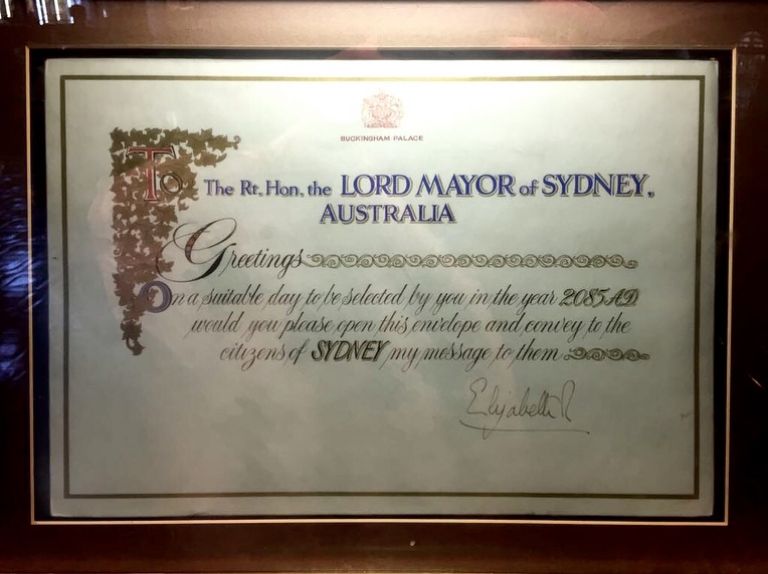 BUCKINGHAM PALACE
To The Rt. Hon. the LORD MAYOR of SYDNEY,
AUSTRALIA
Greetings
On a suitable day to be selected by you in the year 2085 AD
would you please open this envelope and convey to the
citizens of SYDNEY my message to them
Elizabeth R